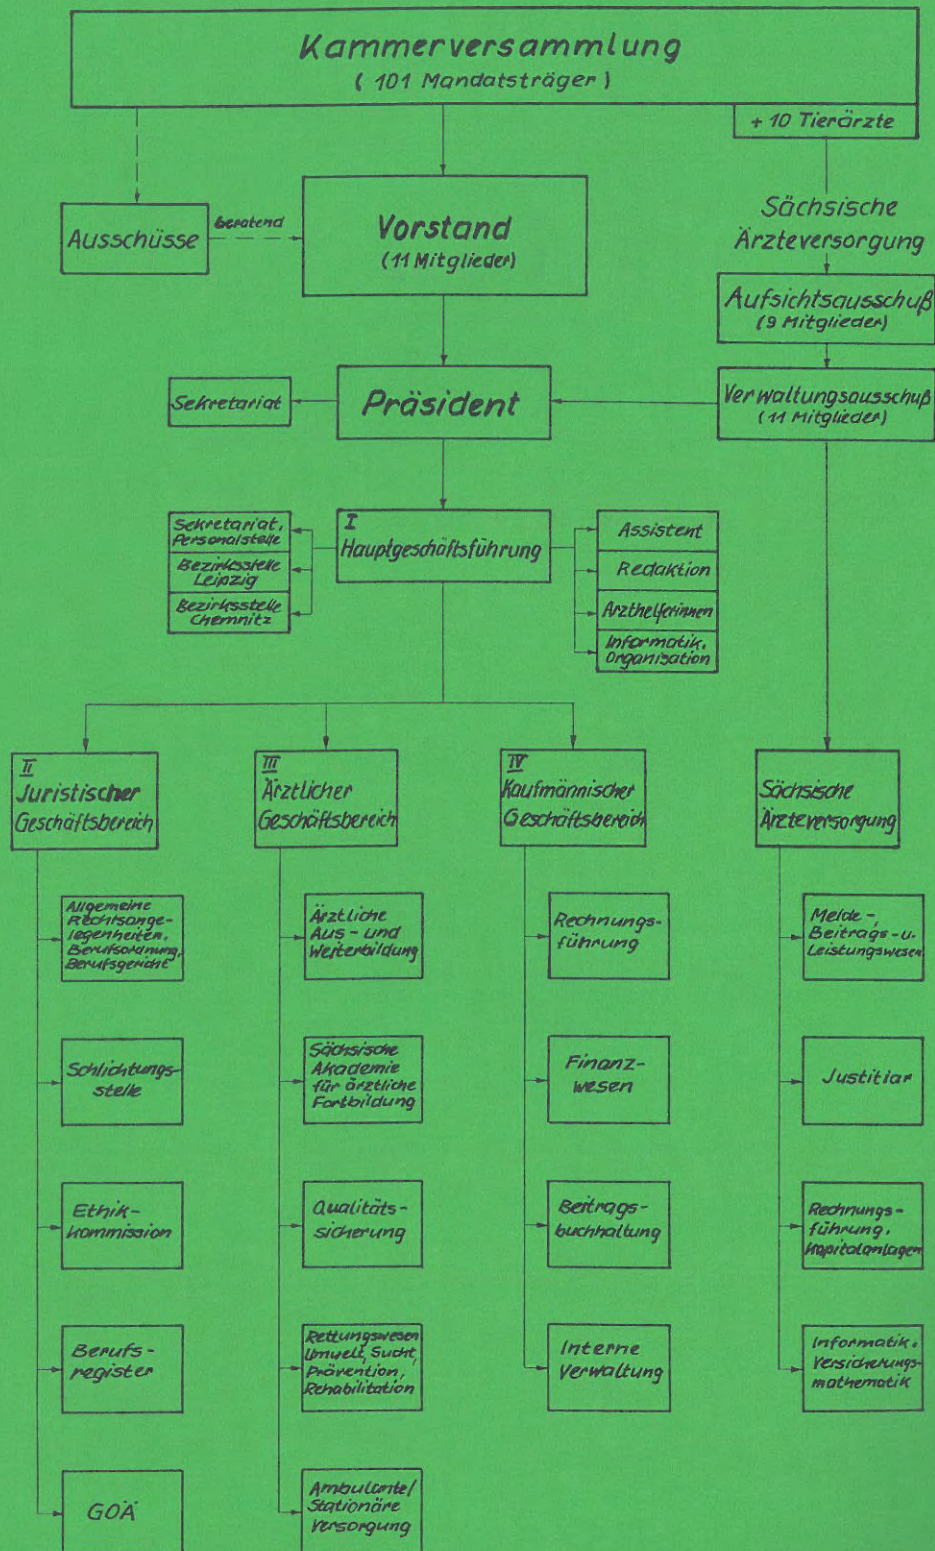 Kammerversammlung
( 101 Mandatsträger )
+ 10 Tierärzte
Ausschüsse
beratend
Vorstand
(11 Mitglieder)
Sächsische
Ärzteversorgung
Aufsichtsausschuß
(9 Mitglieder)
Sekretariat
Präsident
Verwaltungsausschuß
(11 Mitglieder)
Sekretariat,
Personalstelle
Bezirksstelle
Leipzig
Bezirksstelle
Chemnitz
I
Hauptgeschäftsführung
Assistent
Redaktion
Arzthelferinnen
Informatik,
Organisation
II
Juristischer
Geschäftsbereich
III
Ärztlicher
Geschäftsbereich
IV
Kaufmännischer
Geschäftsbereich
Sächsische
Ärzteversorgung
Allgemeine
Rechtsange-
legenheiten,
Berufsordnung,
Berufsgericht
Ärztliche
Aus- und
Weiterbildung
Rechnungs-
führung
Melde-,
Beitrags-u.
Leistungswesen
Schlichtungs-
stelle
Sächsische
Akademie
für ärztliche
Fortbildung
Finanz-
wesen
Justitiar
Ethik-
kommission
Qualitäts-
sicherung
Beitrags-
buchhaltung
Rechnungs-
führung,
Kapitalanlagen
Berufs-
register
Rettungswesen
Umwelt, Sucht,
Prävention,
Rehabilitation
Interne
Verwaltung
Informatik,
Versicherungs-
mathematik
GOÄ
Ambulante/
Stationäre
Versorgung